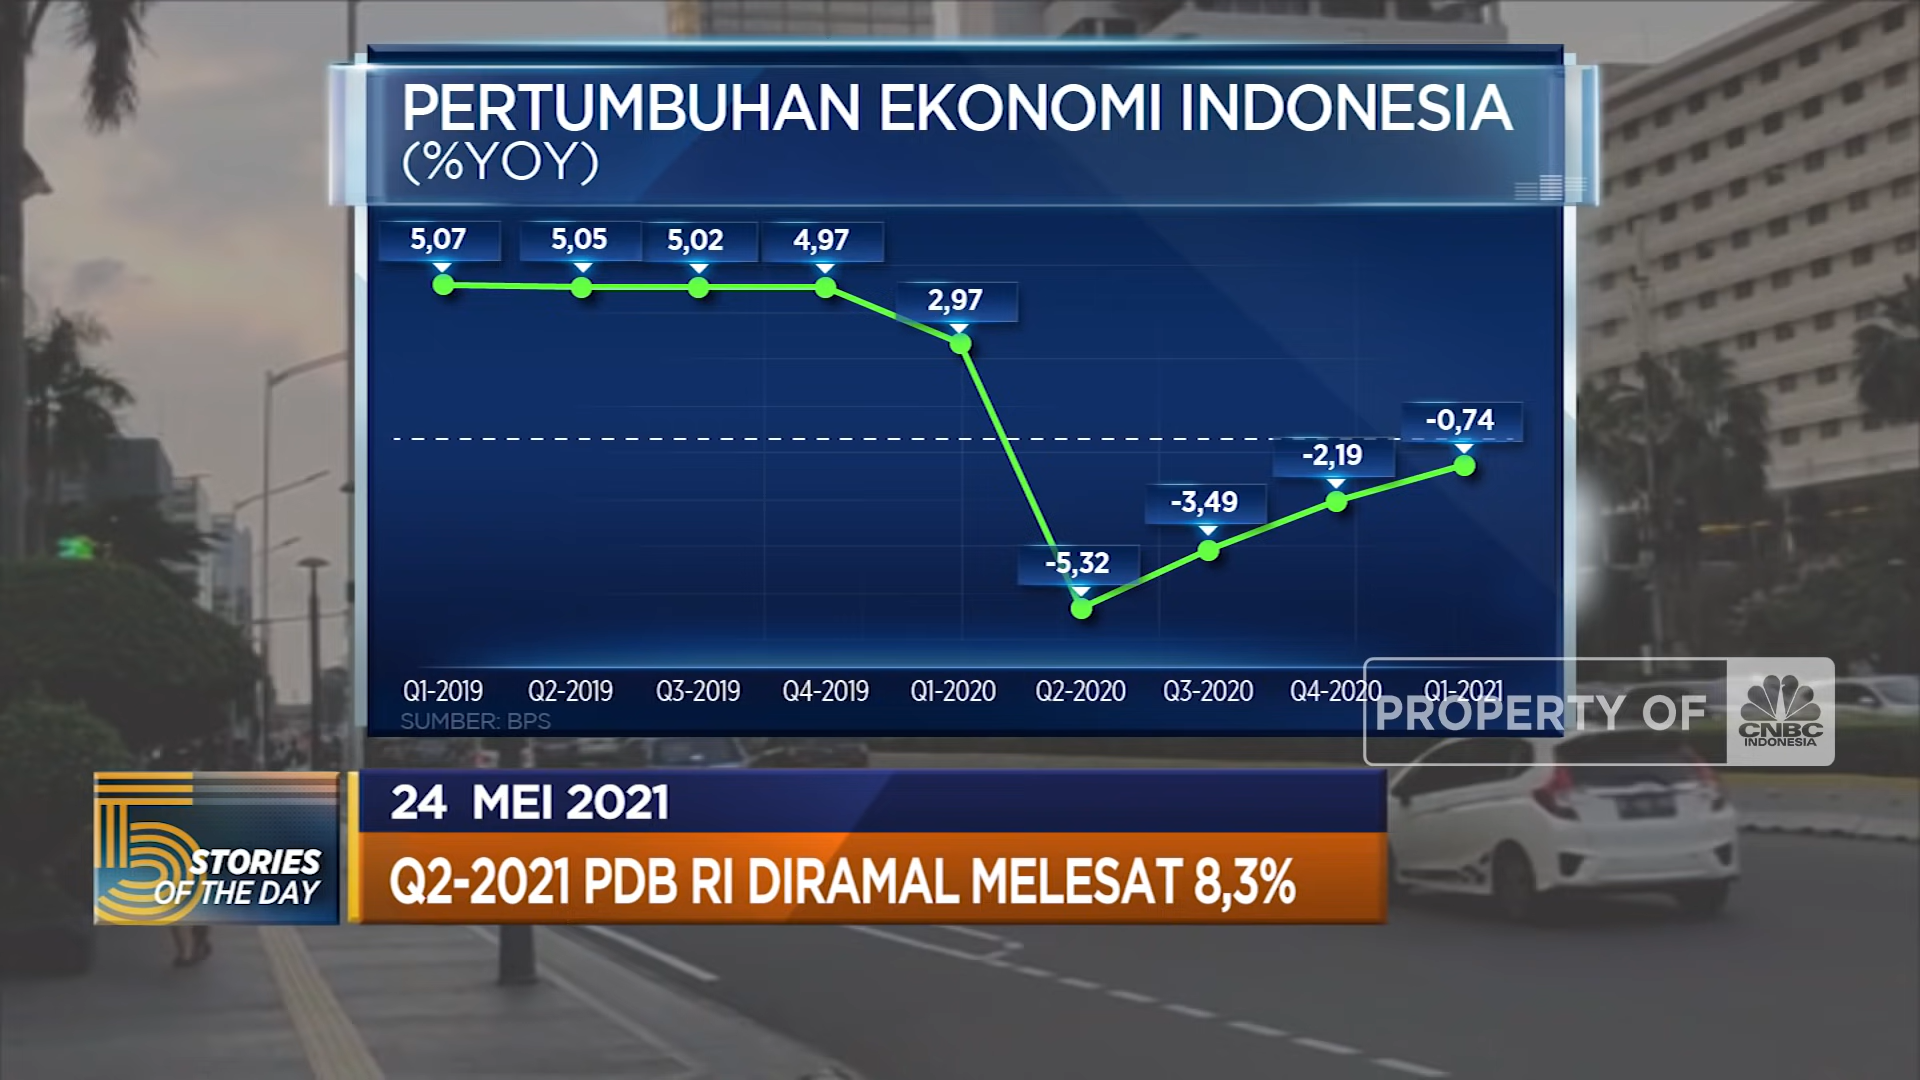 PERTUMBUHAN EKONOMI INDONESIA
(%YOY)
5,07 5,05 5,02 4,97 2,97 -5,32 -3,49 -2,19 -0,74
Q1-2019 Q2-2019 Q3-2019 Q4-2019 Q1-2020 Q2-2020 Q3-2020 Q4-2020 Q1-2021
SUMBER: BPS
PROPERTY OF
CNBC
INDONESIA
5 STORIES
OF THE DAY
24 MEI 2021
Q2-2021 PDB RI DIRAMAL MELESAT 8,3%